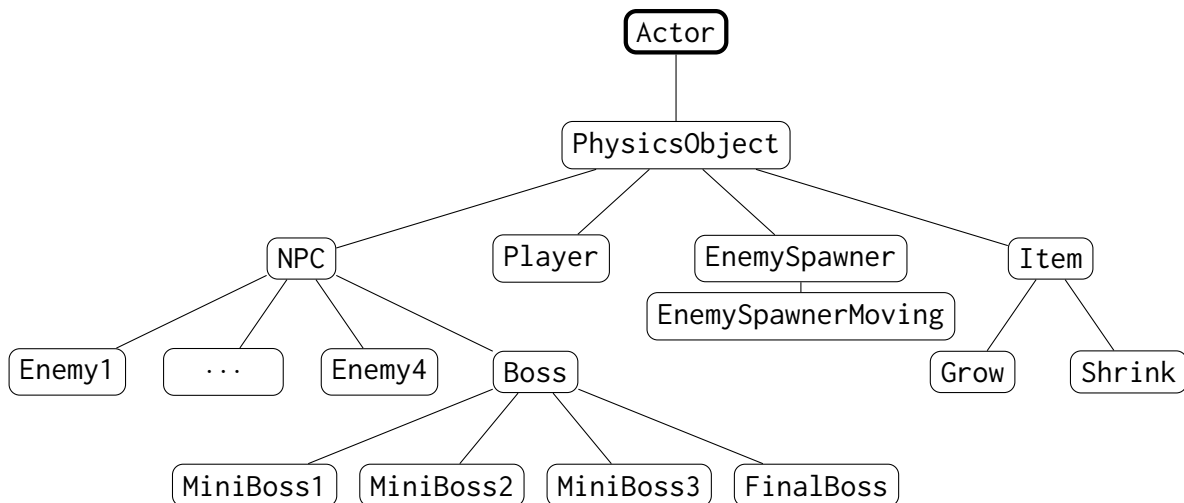 Actor
PhysicsObject
NPC
Player
EnemySpawner
Item
EnemySpawnerMoving
Enemy1
...
Enemy4
Boss
Grow
Shrink
MiniBoss1
MiniBoss2
MiniBoss3
FinalBoss